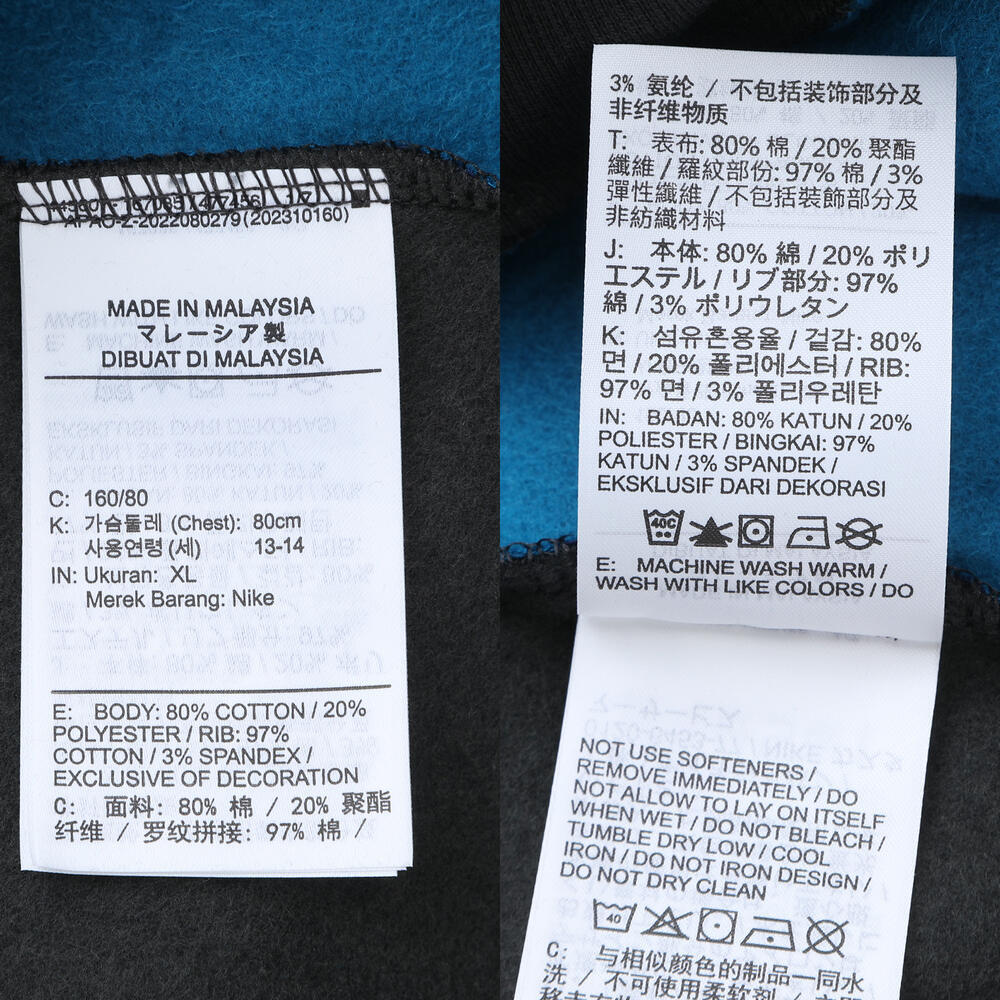 APAO-Z-2022080279(202310160)
MADE IN MALAYSIA
マレーシア製
DIBUAT DI MALAYSIA
C: 160/80
K: 가슴둘레 (Chest): 80cm
사용연령 (세) 13-14
IN: Ukuran: XL
Merek Barang: Nike
E: BODY: 80% COTTON / 20%
POLYESTER / RIB: 97%
COTTON / 3% SPANDEX /
EXCLUSIVE OF DECORATION
C: 面料: 80% 棉 / 20% 聚酯
纤维 / 罗纹拼接: 97% 棉 /
3% 氨纶 / 不包括装饰部分及
非纤维物质
T: 表布: 80% 棉 / 20% 聚酯
纖維 / 羅紋部份: 97% 棉 / 3%
彈性纖維 / 不包括裝飾部分及
非紡織材料
J: 本体: 80% 綿 / 20% ポリ
エステル / リブ部分: 97%
綿 / 3% ポリウレタン
K: 섬유혼용율 / 겉감: 80%
면 / 20% 폴리에스터 / RIB:
97% 면 / 3% 폴리우레탄
IN: BADAN: 80% KATUN / 20%
POLIESTER / BINGKAI: 97%
KATUN / 3% SPANDEK /
EKSKLUSIF DARI DEKORASI
40C
E: MACHINE WASH WARM /
WASH WITH LIKE COLORS / DO
NOT USE SOFTENERS /
REMOVE IMMEDIATELY / DO
NOT ALLOW TO LAY ON ITSELF
WHEN WET / DO NOT BLEACH /
TUMBLE DRY LOW / COOL
IRON / DO NOT IRON DESIGN /
DO NOT DRY CLEAN
40
C: 与相似颜色的制品一同水
洗 / 不可使用柔软剂